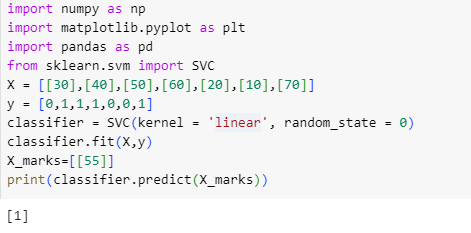 import numpy as np
import matplotlib.pyplot as plt
import pandas as pd
from sklearn.svm import SVC
X = [[30],[40],[50],[60],[20],[10],[70]]
y = [0,1,1,1,0,0,1]
classifier = SVC(kernel = 'linear', random_state = 0)
classifier.fit(X,y)
X_marks=[[55]]
print(classifier.predict(X_marks))
[1]